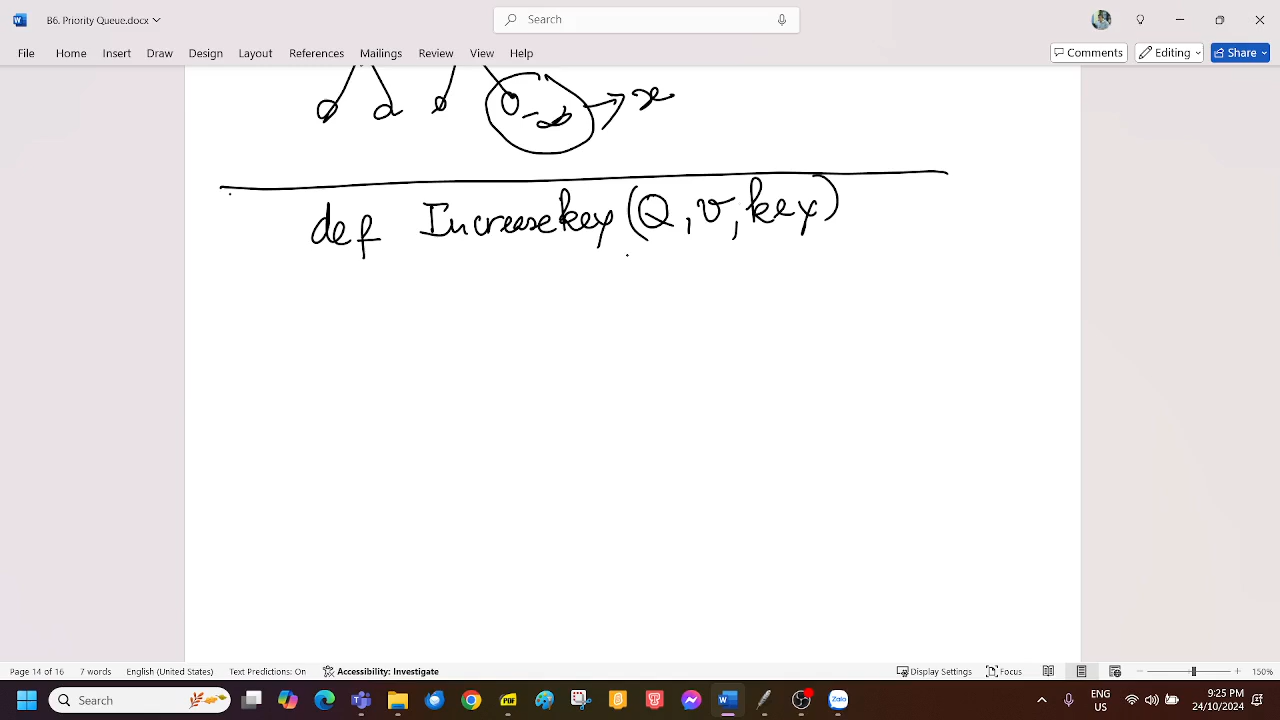 B6. Priority Queue.docx
Search
File Home Insert Draw Design Layout References Mailings Review View Help
Comments Editing Share
x
-∞
def Increasekey (Q, v, key)
Page 14 of 16 7 words English (United States) Text Predictions: On Accessibility: Investigate Display Settings Focus 150%
Search
PDF
Zalo
ENG
US
9:25 PM
24/10/2024